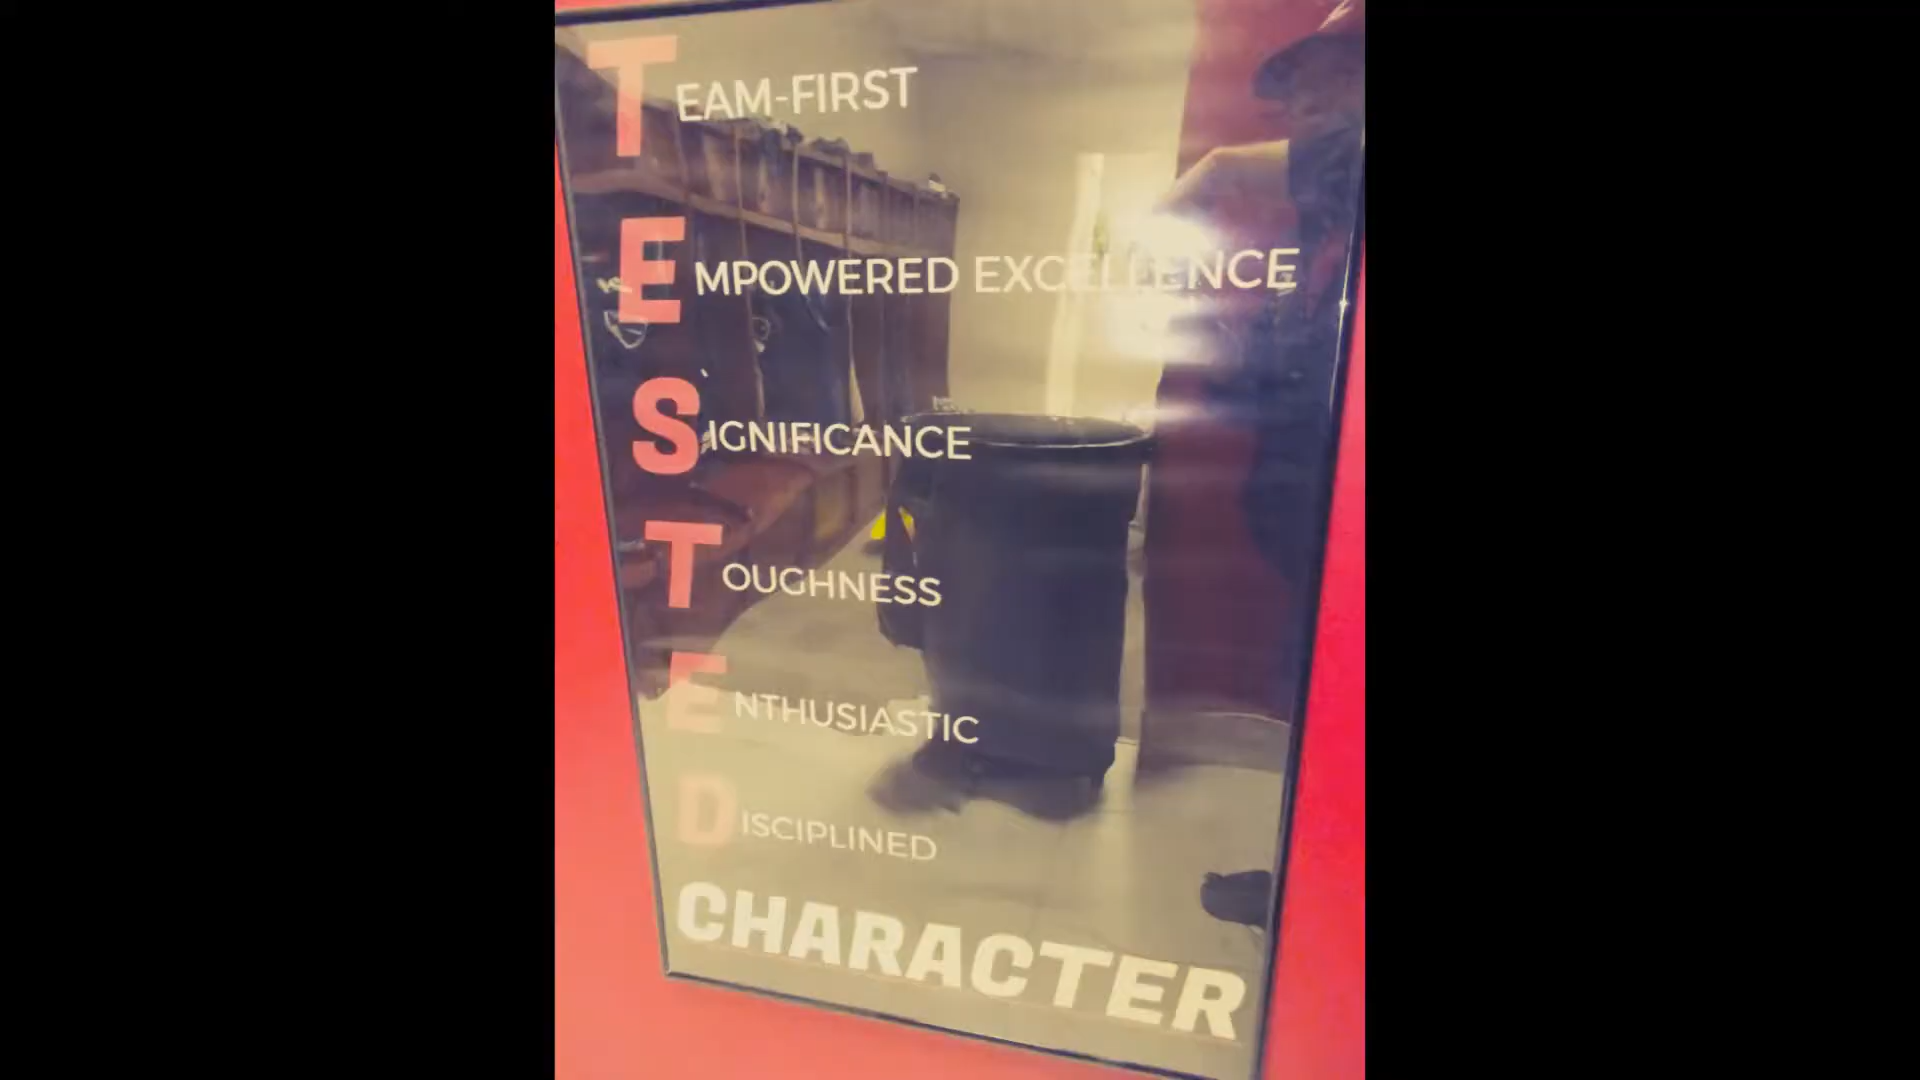 TEAM-FIRST
EMPOWERED EXCELLENCE
SIGNIFICANCE
TOUGHNESS
ENTHUSIASTIC
DISCIPLINED
CHARACTER